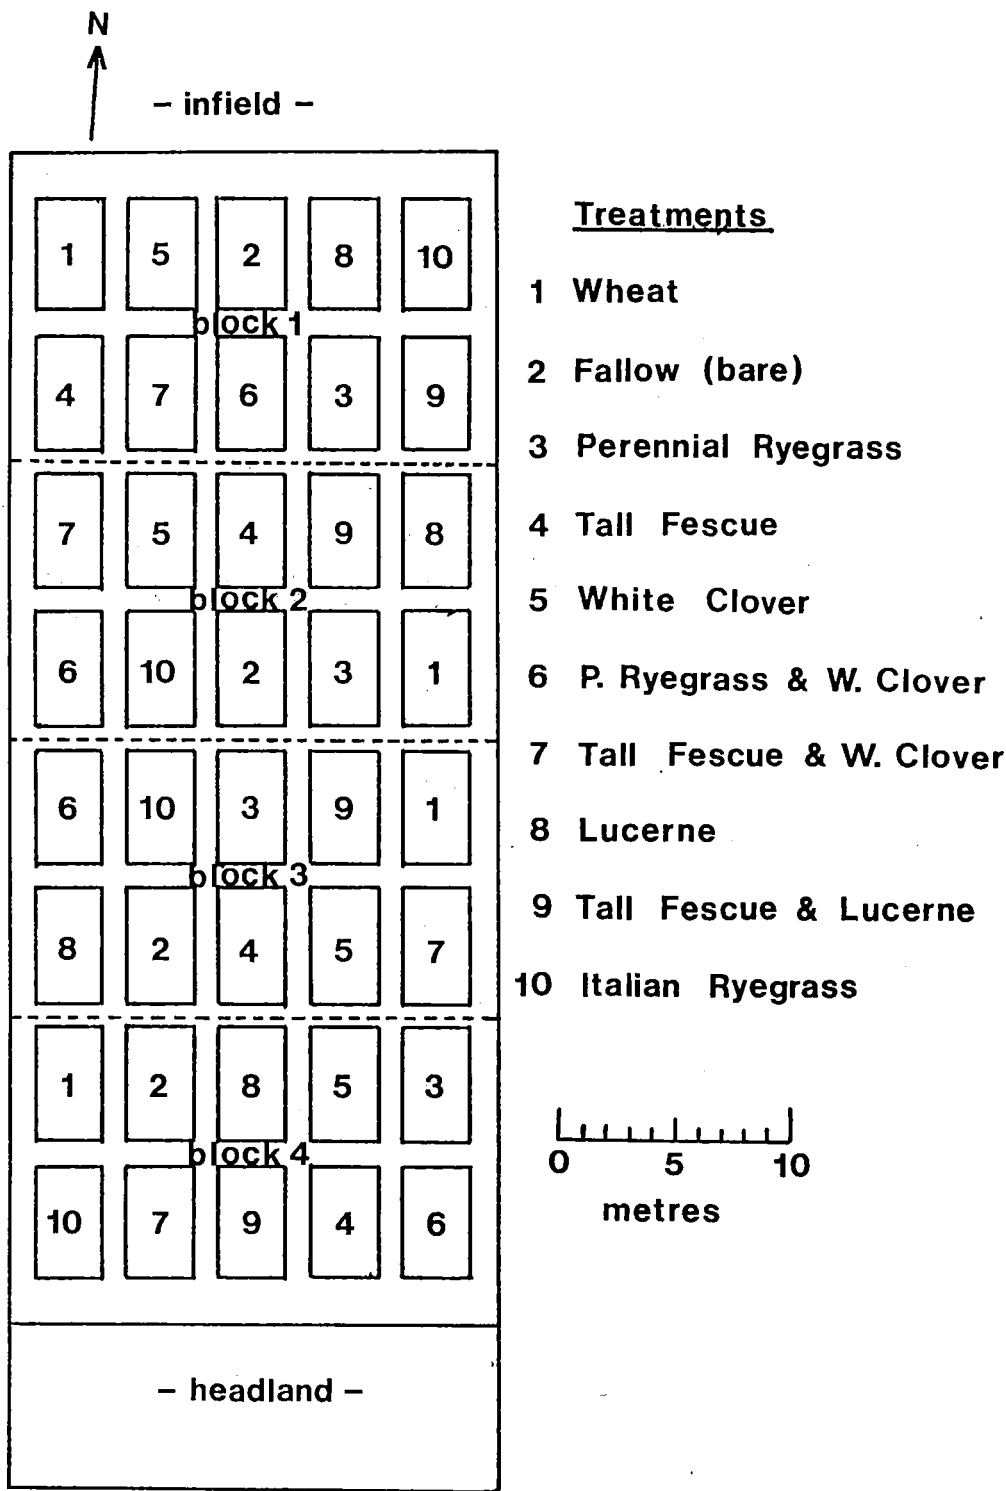 N
– infield –
1 5 2 8 10
block 1
4 7 6 3 9
7 5 4 9 8
block 2
6 10 2 3 1
6 10 3 9 1
block 3
8 2 4 5 7
1 2 8 5 3
block 4
10 7 9 4 6
– headland –
Treatments
1 Wheat
2 Fallow (bare)
3 Perennial Ryegrass
4 Tall Fescue
5 White Clover
6 P. Ryegrass & W. Clover
7 Tall Fescue & W. Clover
8 Lucerne
9 Tall Fescue & Lucerne
10 Italian Ryegrass
0 5 10
metres